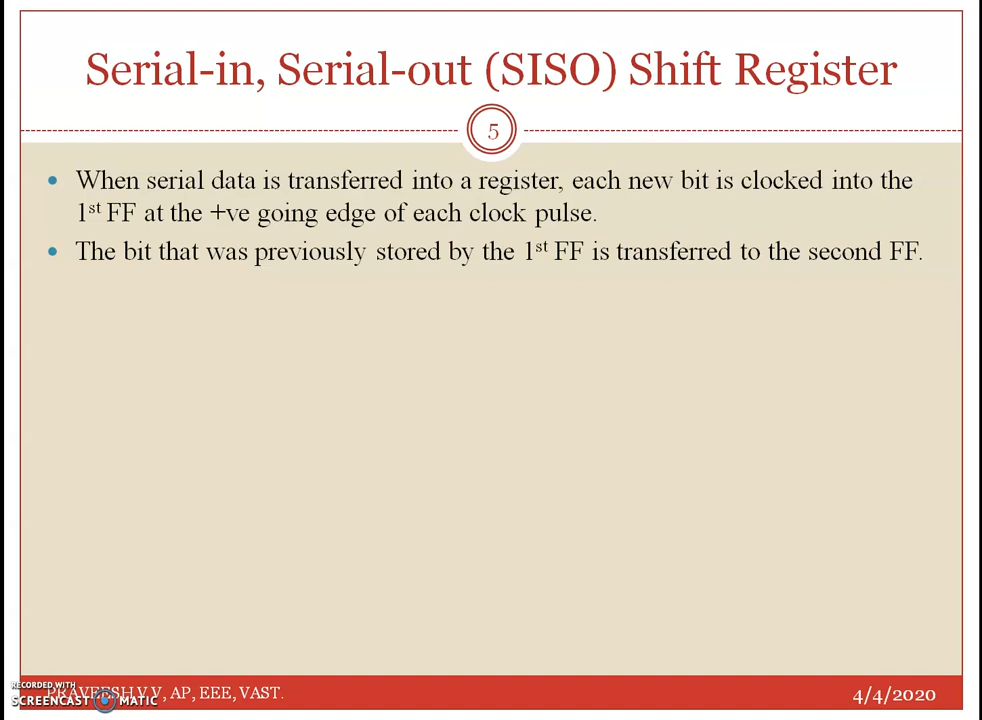 Serial-in, Serial-out (SISO) Shift Register
5
• When serial data is transferred into a register, each new bit is clocked into the
1st FF at the +ve going edge of each clock pulse.
• The bit that was previously stored by the 1st FF is transferred to the second FF.
RECORDED WITH
SCREENCAST MATIC
PRAVEESH.V.V, AP, EEE, VAST.
4/4/2020